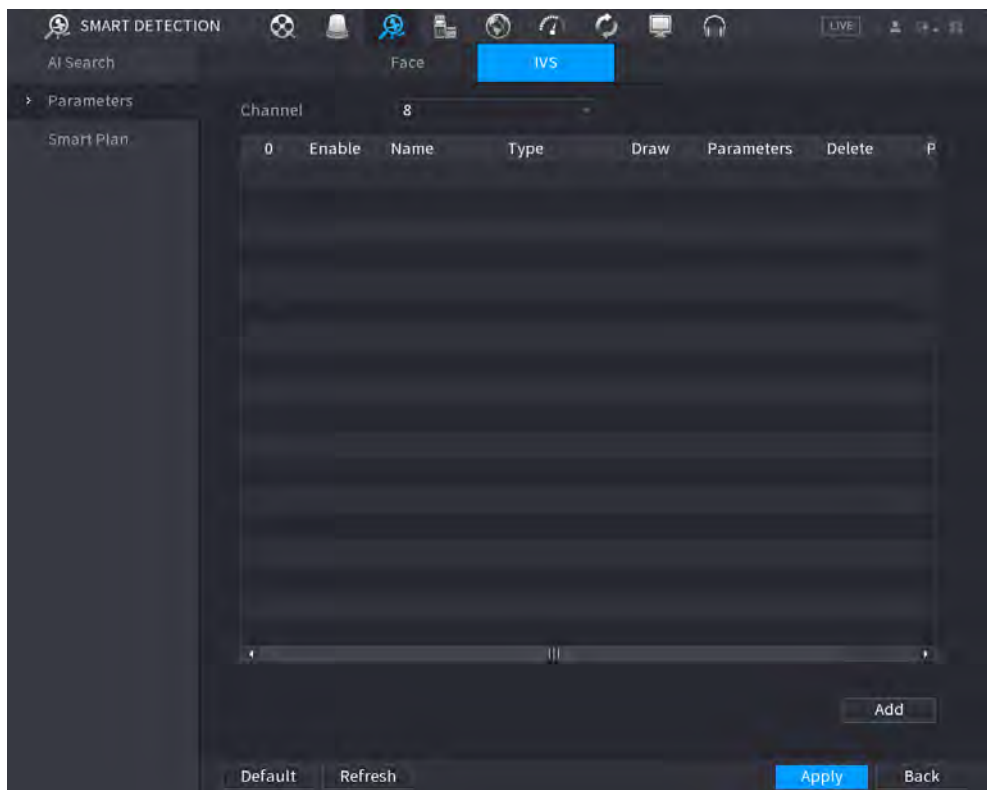 SMART DETECTION LIVE
AI Search Face IVS
Parameters
Channel 8
Smart Plan
0 Enable Name Type Draw Parameters Delete P
Add
Default Refresh Apply Back